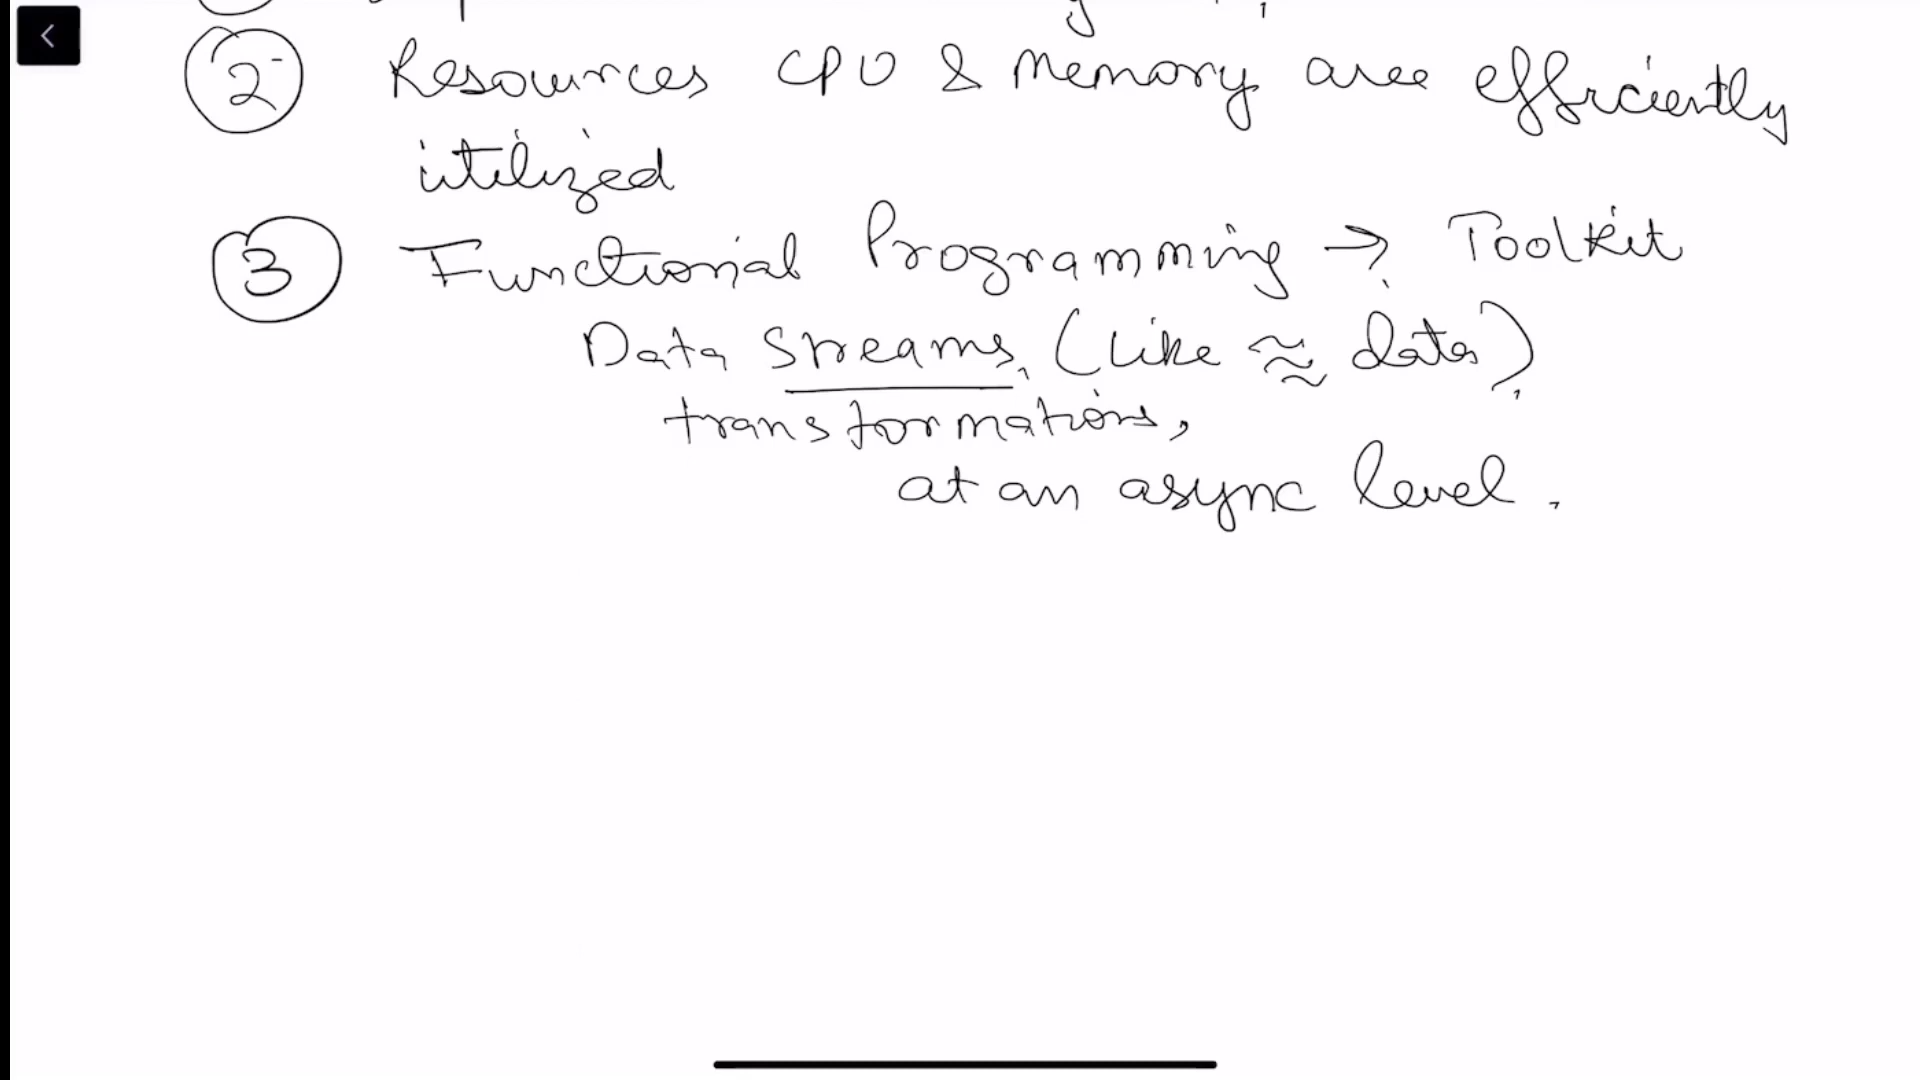 ② Resources CPU & Memory are efficiently
utilized
③ Functional Programming → Toolkit
Data Streams, (Like ≈ data),
transformations,
at an async level.